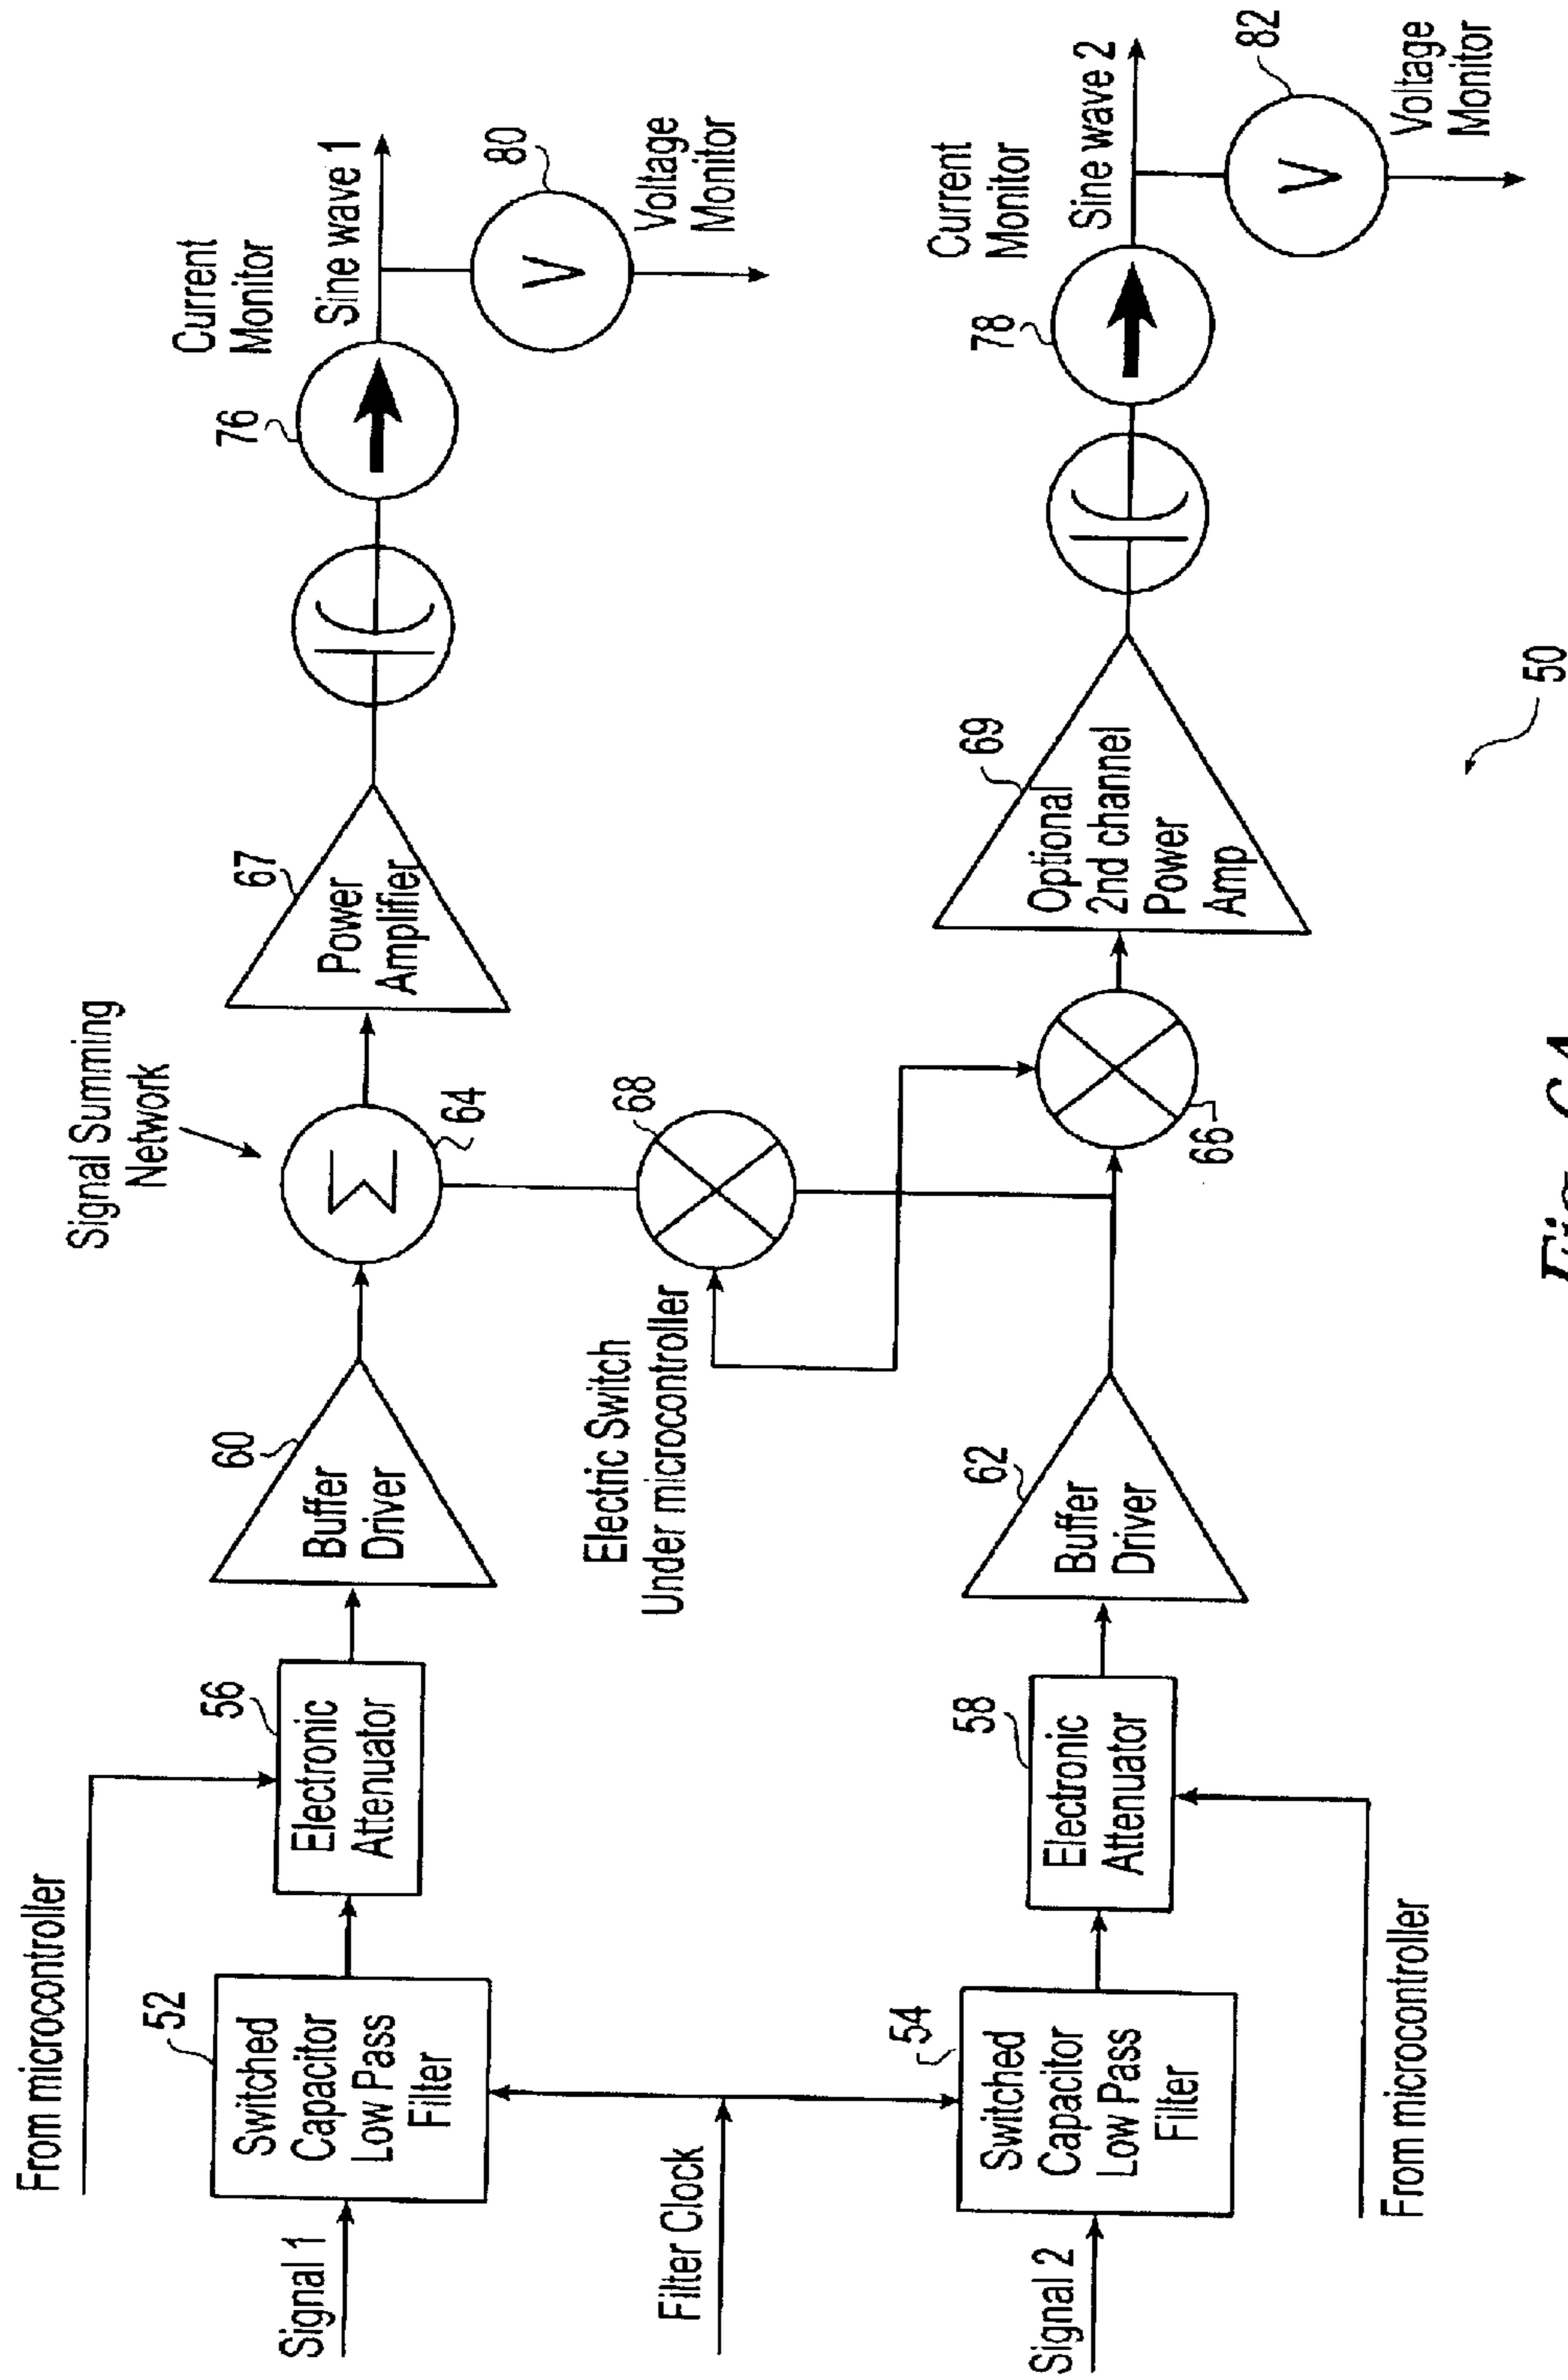 From microcontroller
52
Switched
Capacitor
Low Pass
Filter
Signal 1
56
Electronic
Attenuator
60
Buffer
Driver
Signal Summing
Network
Σ
64
67
Power
Amplifier
76
Current
Monitor
Sine wave 1
80
V
Voltage
Monitor
Filter Clock
Electric Switch
Under microcontroller
68
Signal 2
54
Switched
Capacitor
Low Pass
Filter
58
Electronic
Attenuator
From microcontroller
62
Buffer
Driver
66
69
Optional
2nd channel
Power
Amp
78
Current
Monitor
Sine wave 2
82
V
Voltage
Monitor
50